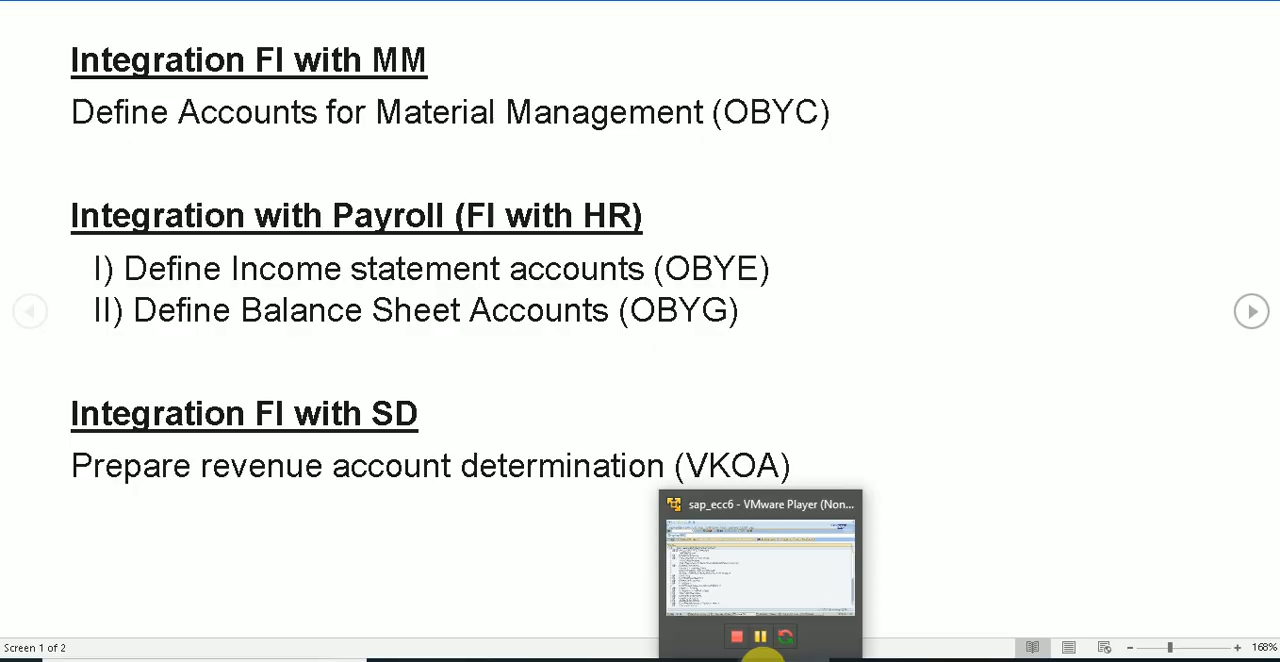 Integration FI with MM
Define Accounts for Material Management (OBYC)
Integration with Payroll (FI with HR)
I) Define Income statement accounts (OBYE)
II) Define Balance Sheet Accounts (OBYG)
Integration FI with SD
Prepare revenue account determination (VKOA)
sap_ecc6 - VMware Player (Non...
Screen 1 of 2
168%